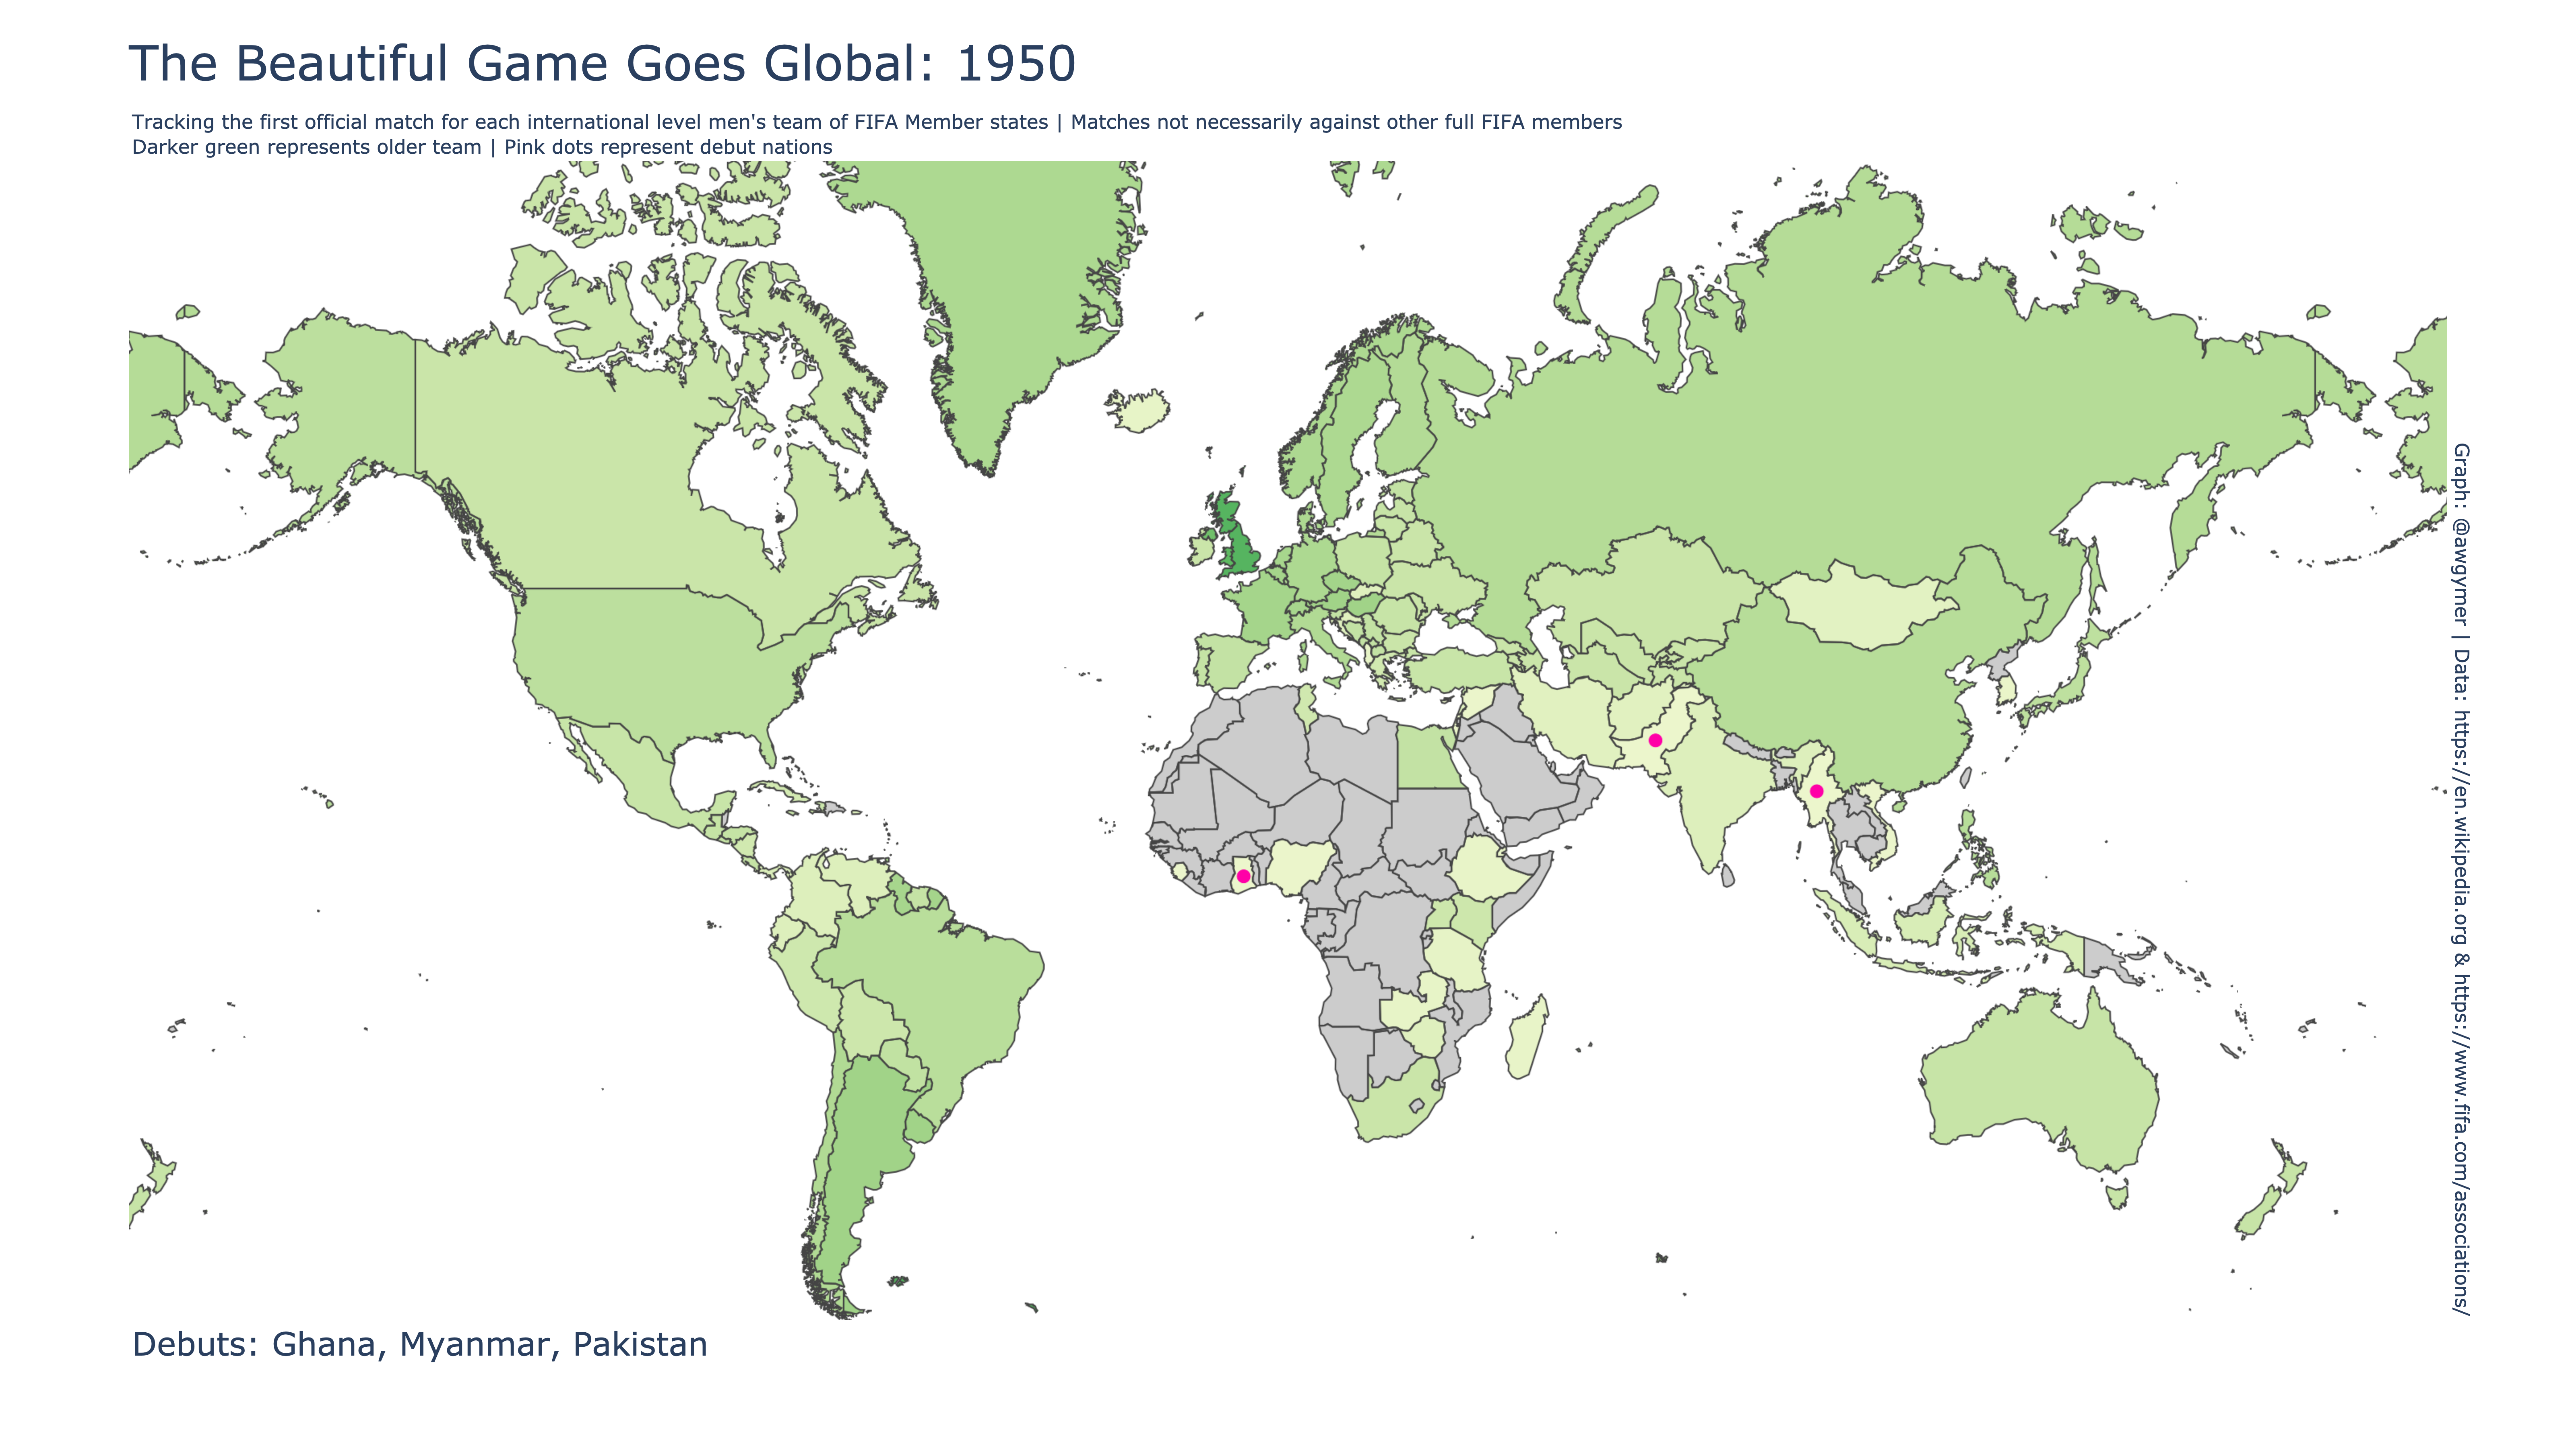 The Beautiful Game Goes Global: 1950
Tracking the first official match for each international level men's team of FIFA Member states | Matches not necessarily against other full FIFA members
Darker green represents older team | Pink dots represent debut nations
Graph: @awgymer | Data: https://en.wikipedia.org & https://www.fifa.com/associations/
Debuts: Ghana, Myanmar, Pakistan